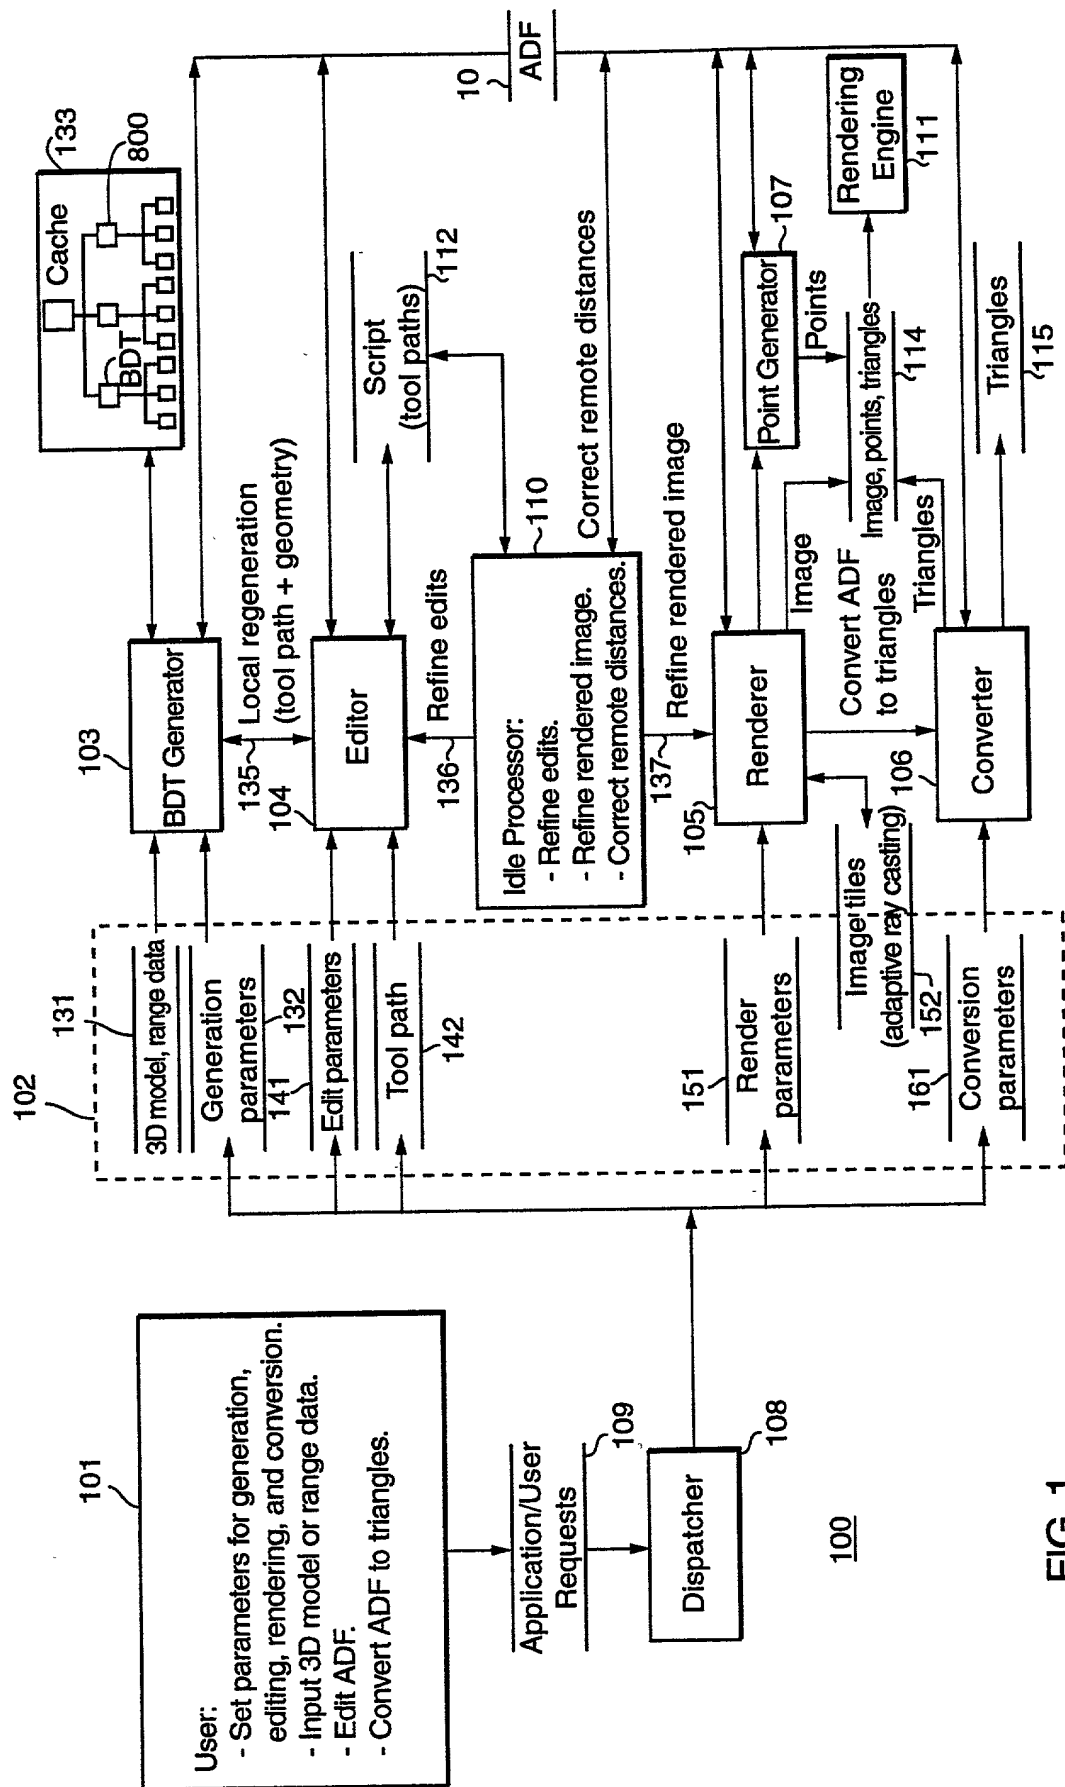 101
User:
- Set parameters for generation,
editing, rendering, and conversion.
- Input 3D model or range data.
- Edit ADF.
- Convert ADF to triangles.
Application/User
Requests
109
Dispatcher
108
100
102
131
3D model, range data
Generation
parameters
132
141
Edit parameters
Tool path
142
151
Render
parameters
Image tiles
(adaptive ray casting)
152
161
Conversion
parameters
103
BDT Generator
135
Local regeneration
(tool path + geometry)
104
Editor
136
Refine edits
Idle Processor:
- Refine edits.
- Refine rendered image.
- Correct remote distances.
110
137
Refine rendered image
105
Renderer
Convert ADF
to triangles
106
Converter
Cache
BDT
133
800
Script
(tool paths)
112
Correct remote distances
10
ADF
Point Generator
107
Points
Image
Image, points, triangles
114
Triangles
Rendering
Engine
111
Triangles
115
FIG. 1